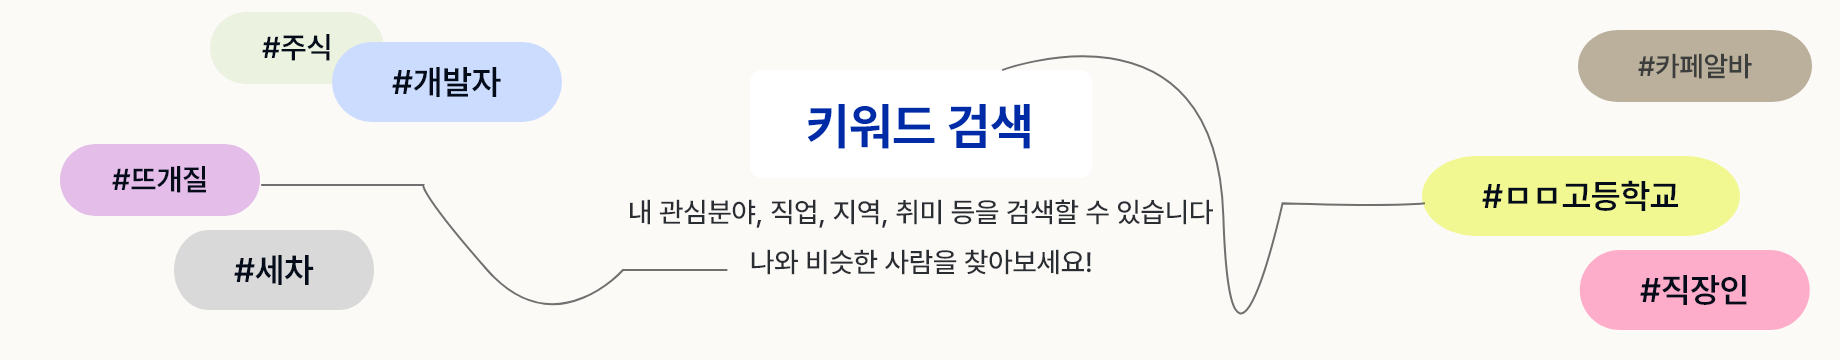 #주식
#개발자
#뜨개질
#세차
키워드 검색
내 관심분야, 직업, 지역, 취미 등을 검색할 수 있습니다
나와 비슷한 사람을 찾아보세요!
#카페알바
#ㅁㅁ고등학교
#직장인